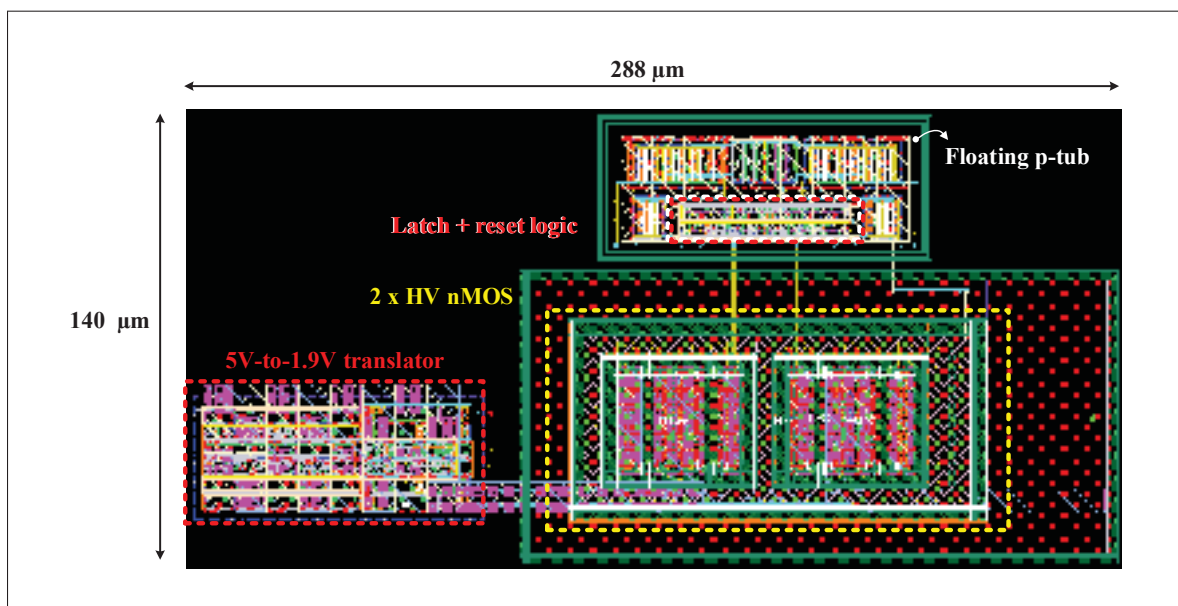 288 µm
Floating p-tub
Latch + reset logic
2 x HV nMOS
140 µm
5V-to-1.9V translator